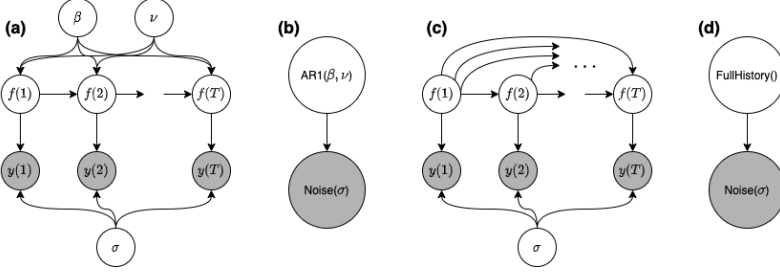 (a)
β
ν
f(1)
f(2)
f(T)
y(1)
y(2)
y(T)
σ
(b)
AR1(β, ν)
Noise(σ)
(c)
f(1)
f(2)
· · ·
f(T)
y(1)
y(2)
y(T)
σ
(d)
FullHistory()
Noise(σ)